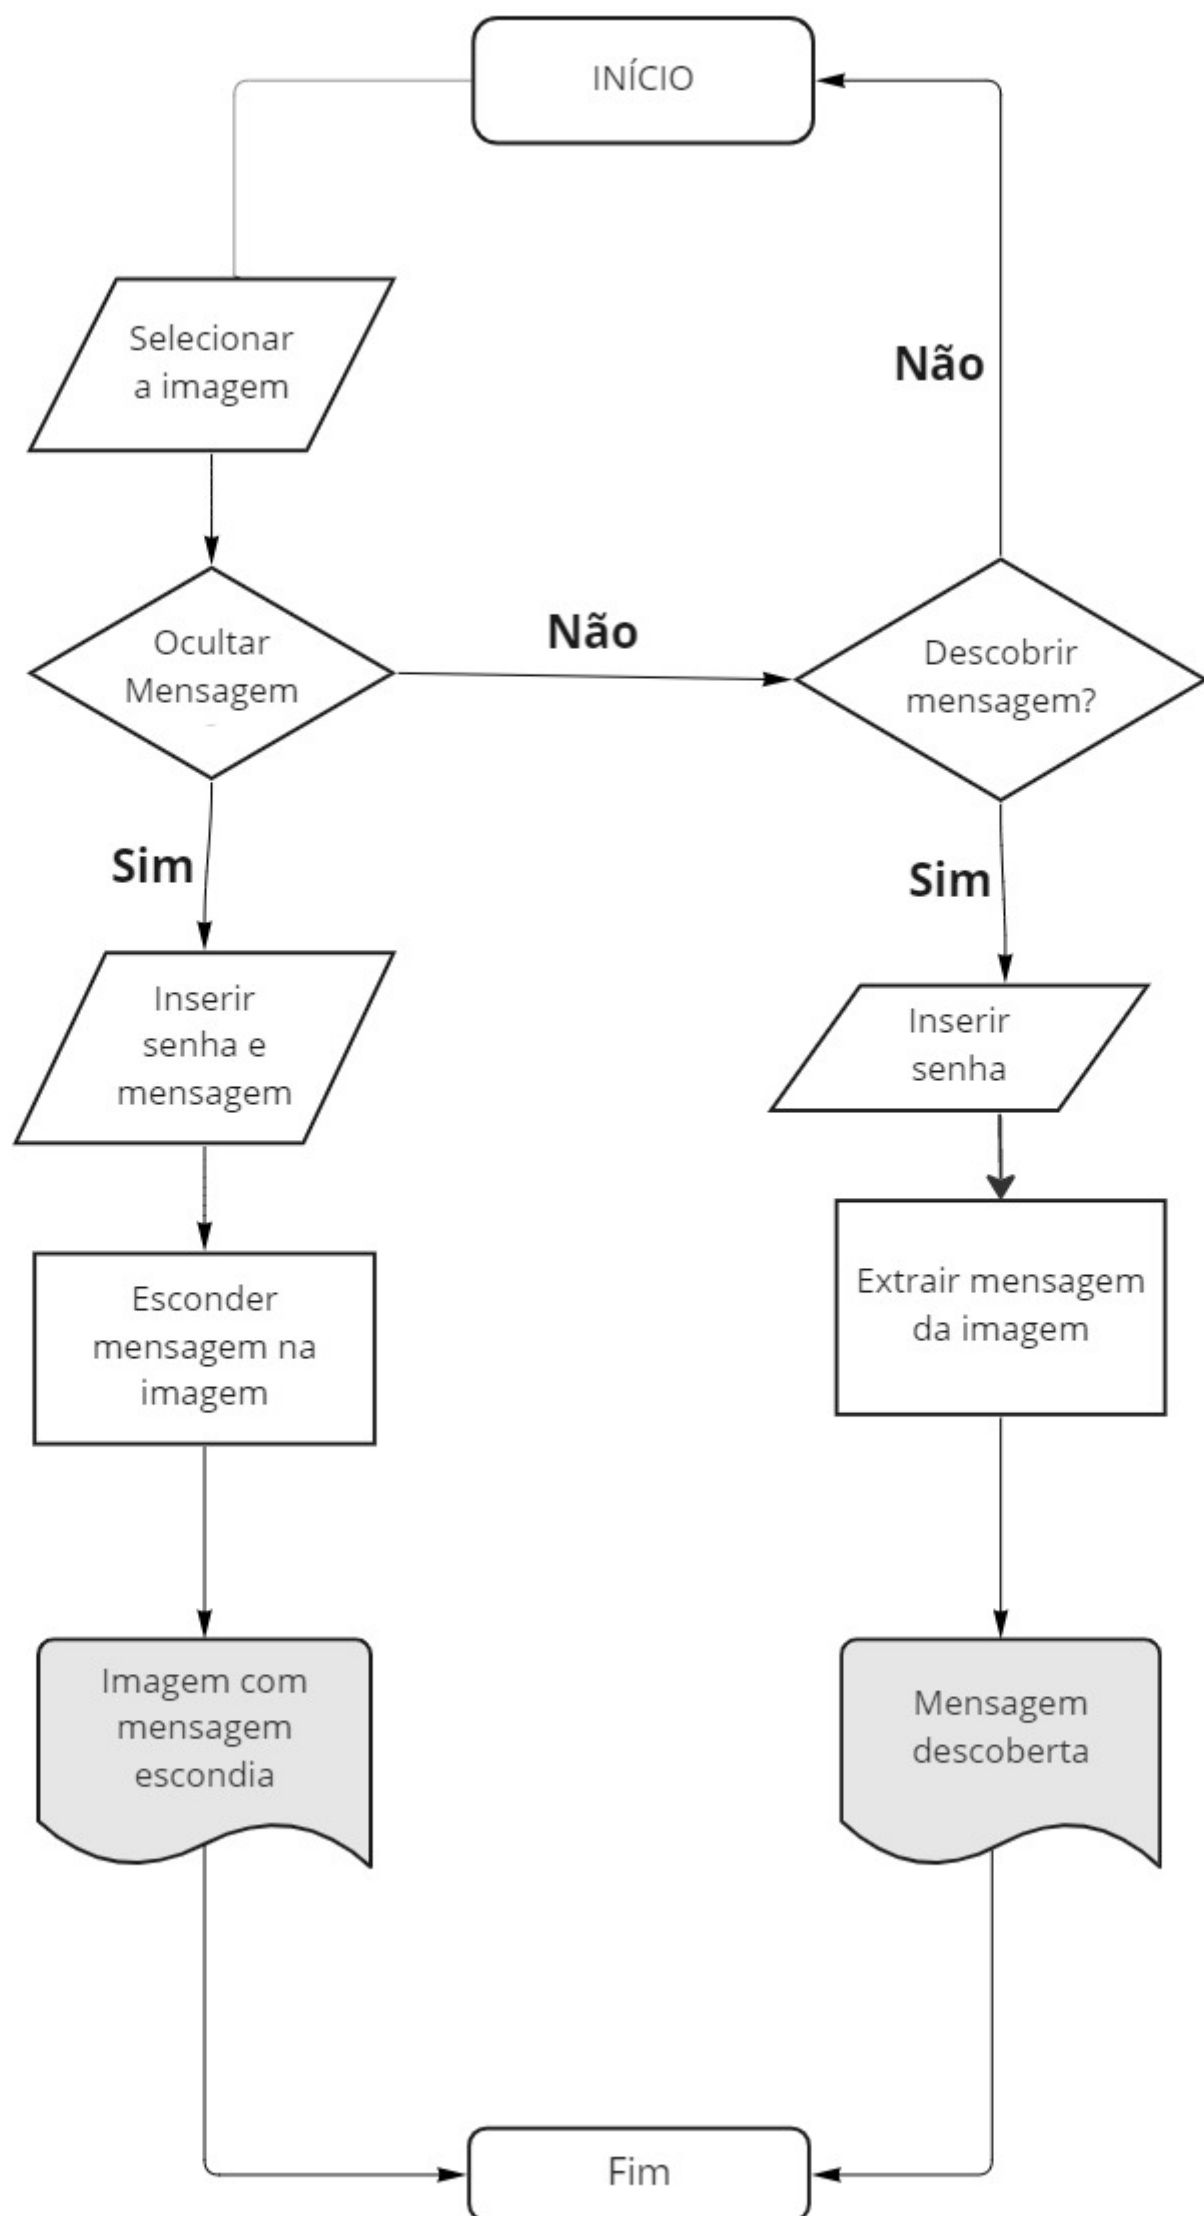 INÍCIO
Selecionar
a imagem
Não
Ocultar
Mensagem
Não
Descobrir
mensagem?
Sim
Sim
Inserir
senha e
mensagem
Inserir
senha
Esconder
mensagem na
imagem
Extrair mensagem
da imagem
Imagem com
mensagem
escondia
Mensagem
descoberta
Fim